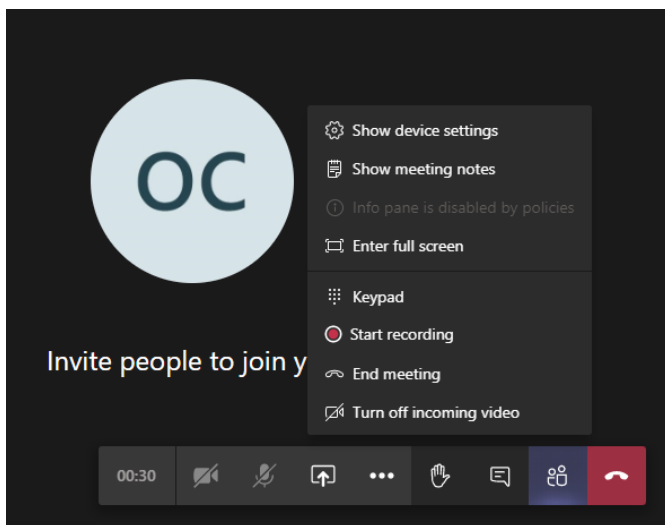 OC
Show device settings
Show meeting notes
Info pane is disabled by policies
Enter full screen
Keypad
Start recording
End meeting
Turn off incoming video
Invite people to join y
00:30